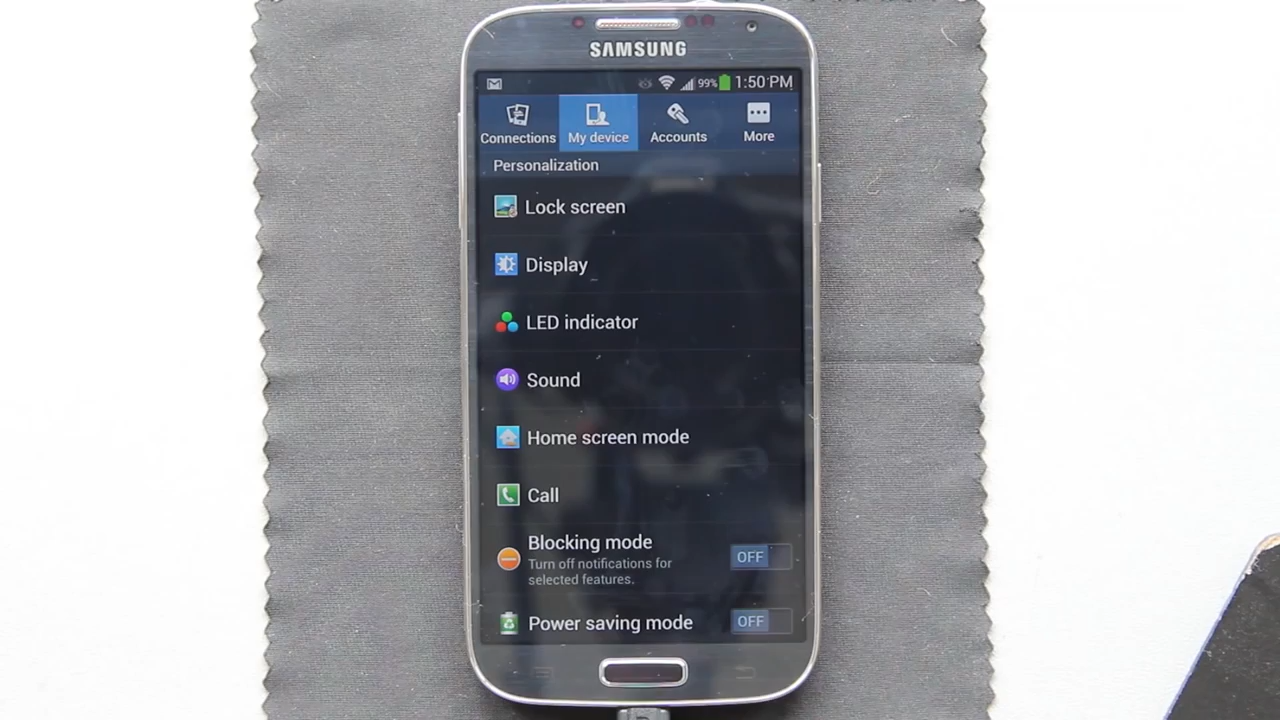 SAMSUNG
99% 1:50 PM
Connections My device Accounts More
Personalization
Lock screen
Display
LED indicator
Sound
Home screen mode
Call
Blocking mode
Turn off notifications for
selected features.
OFF
Power saving mode
OFF